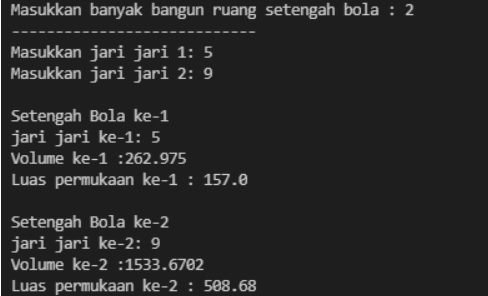 Masukkan banyak bangun ruang setengah bola : 2
----------------------------
Masukkan jari jari 1: 5
Masukkan jari jari 2: 9
Setengah Bola ke-1
jari jari ke-1: 5
Volume ke-1 :262.975
Luas permukaan ke-1 : 157.0
Setengah Bola ke-2
jari jari ke-2: 9
Volume ke-2 :1533.6702
Luas permukaan ke-2 : 508.68